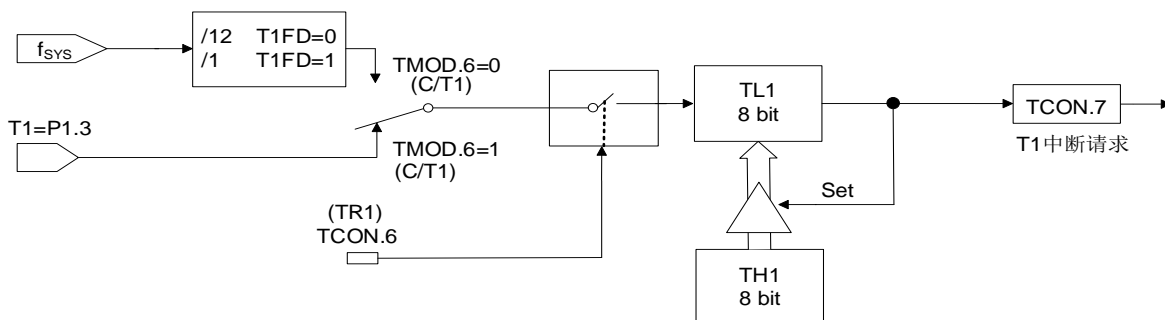 fSYS
/12 T1FD=0
/1 T1FD=1
TMOD.6=0
(C/T1)
T1=P1.3
TMOD.6=1
(C/T1)
(TR1)
TCON.6
TL1
8 bit
Set
TH1
8 bit
TCON.7
T1中断请求